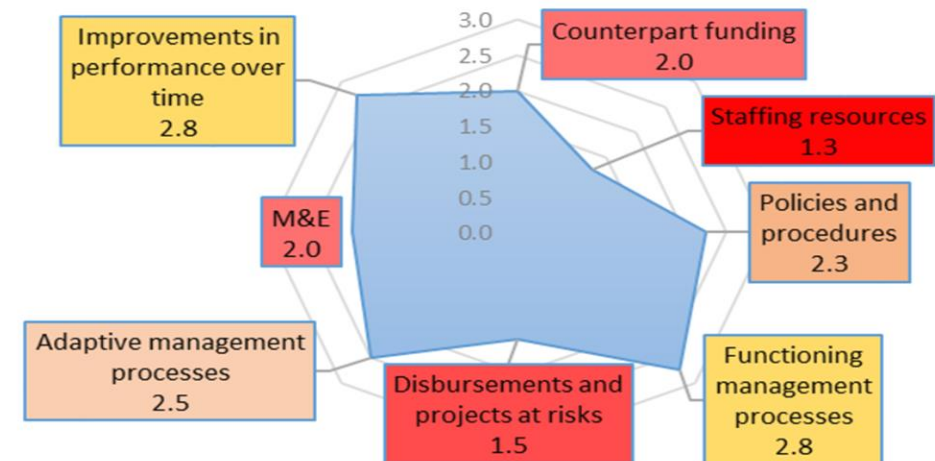 3.0
2.5
2.0
1.5
1.0
0.5
0.0
Counterpart funding
2.0
Staffing resources
1.3
Policies and
procedures
2.3
Functioning
management
processes
2.8
Disbursements and
projects at risks
1.5
Adaptive management
processes
2.5
M&E
2.0
Improvements in
performance over
time
2.8